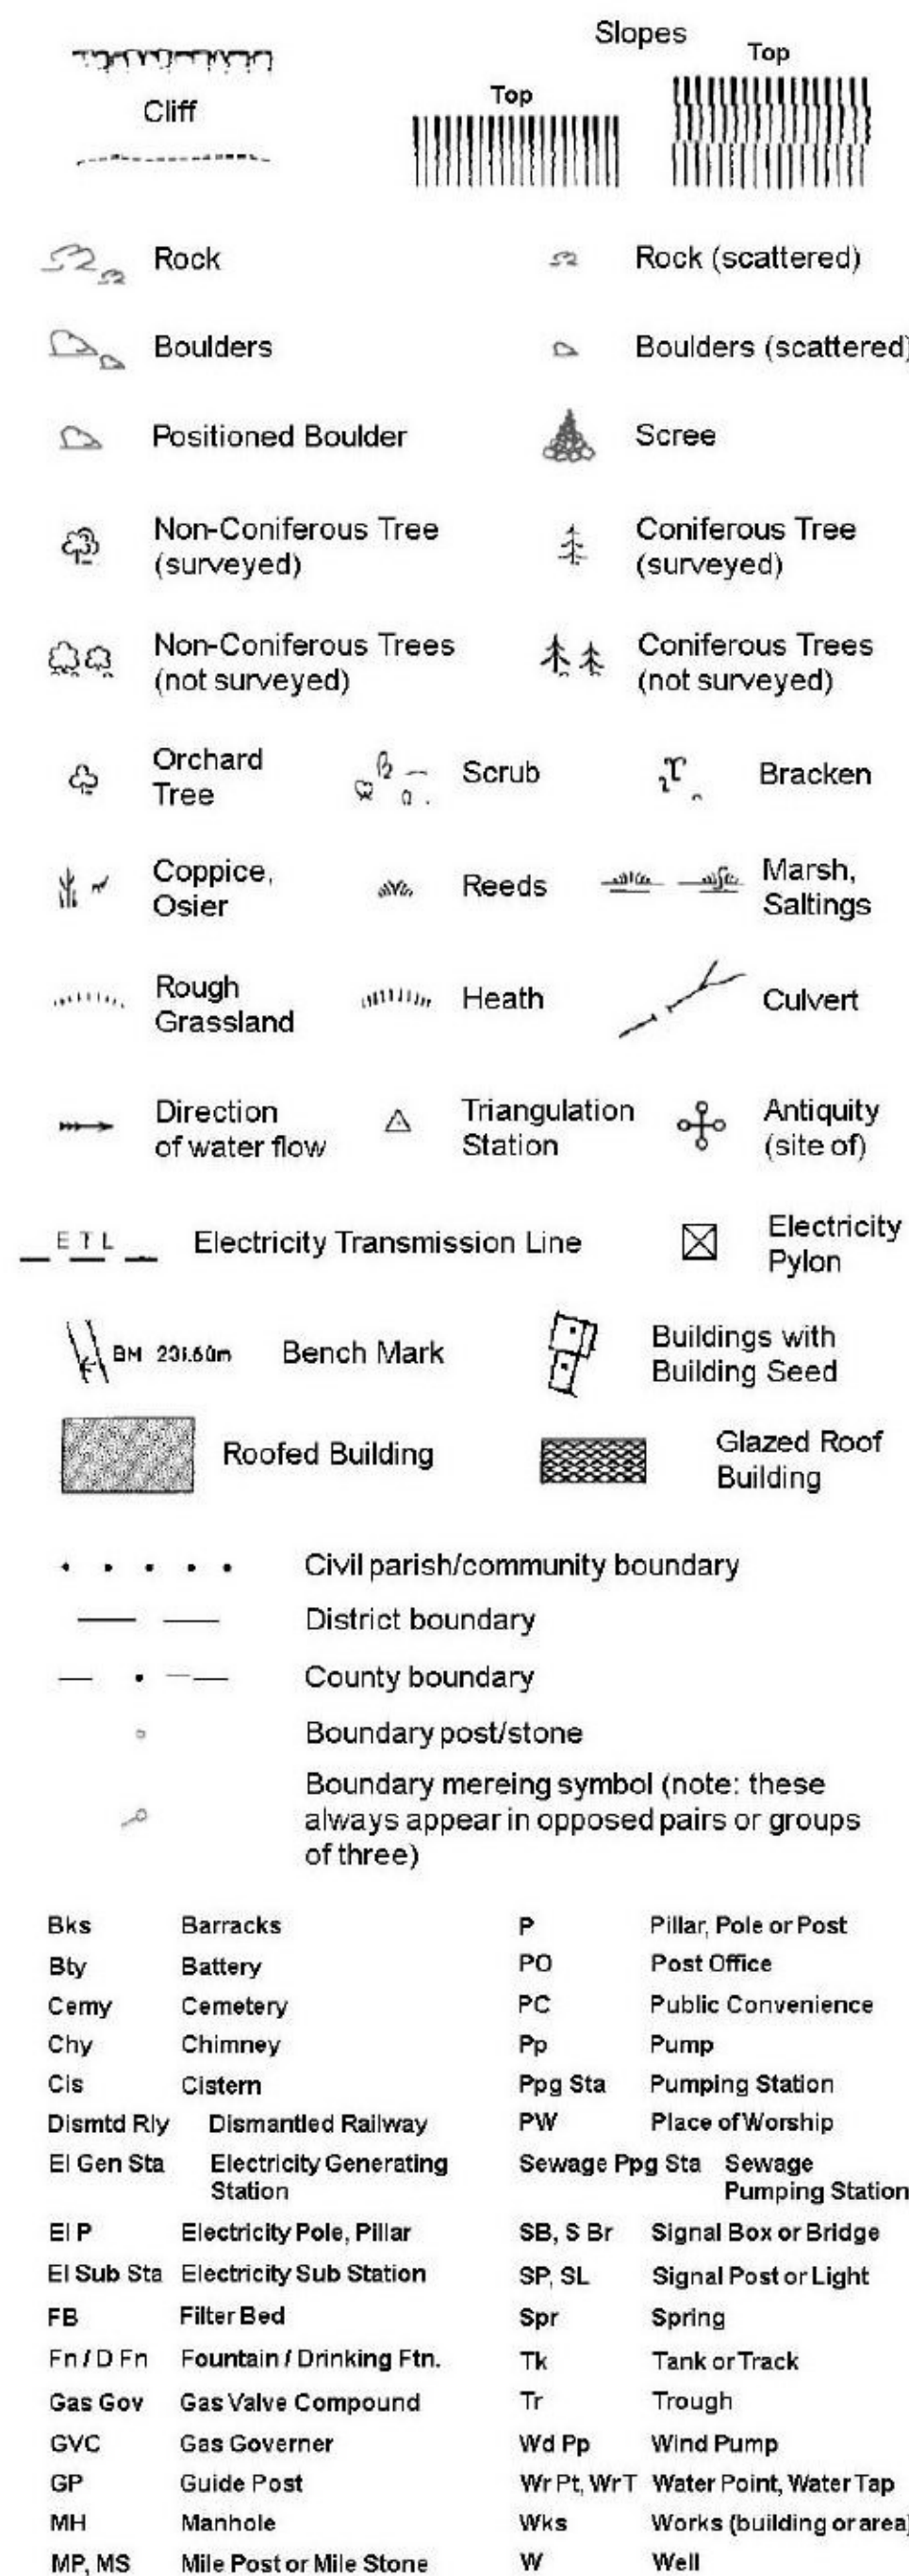 Slopes
Top
Top
Cliff
Rock
Rock (scattered)
Boulders
Boulders (scattered)
Positioned Boulder
Scree
Non-Coniferous Tree
(surveyed)
Coniferous Tree
(surveyed)
Non-Coniferous Trees
(not surveyed)
Coniferous Trees
(not surveyed)
Orchard
Tree
Scrub
Bracken
Coppice,
Osier
Reeds
Marsh,
Saltings
Rough
Grassland
Heath
Culvert
Direction
of water flow
Triangulation
Station
Antiquity
(site of)
E T L Electricity Transmission Line
Electricity
Pylon
BM 231.60m Bench Mark
Buildings with
Building Seed
Roofed Building
Glazed Roof
Building
Civil parish/community boundary
District boundary
County boundary
Boundary post/stone
Boundary mereing symbol (note: these
always appear in opposed pairs or groups
of three)
Bks Barracks
P Pillar, Pole or Post
Bty Battery
PO Post Office
Cemy Cemetery
PC Public Convenience
Chy Chimney
Pp Pump
Cis Cistern
Ppg Sta Pumping Station
Dismtd Rly Dismantled Railway
PW Place of Worship
El Gen Sta Electricity Generating
Station
Sewage Ppg Sta Sewage
Pumping Station
El P Electricity Pole, Pillar
SB, S Br Signal Box or Bridge
El Sub Sta Electricity Sub Station
SP, SL Signal Post or Light
FB Filter Bed
Spr Spring
Fn / D Fn Fountain / Drinking Ftn.
Tk Tank or Track
Gas Gov Gas Valve Compound
Tr Trough
GVC Gas Governer
Wd Pp Wind Pump
GP Guide Post
Wr Pt, Wr T Water Point, Water Tap
MH Manhole
Wks Works (building or area)
MP, MS Mile Post or Mile Stone
W Well